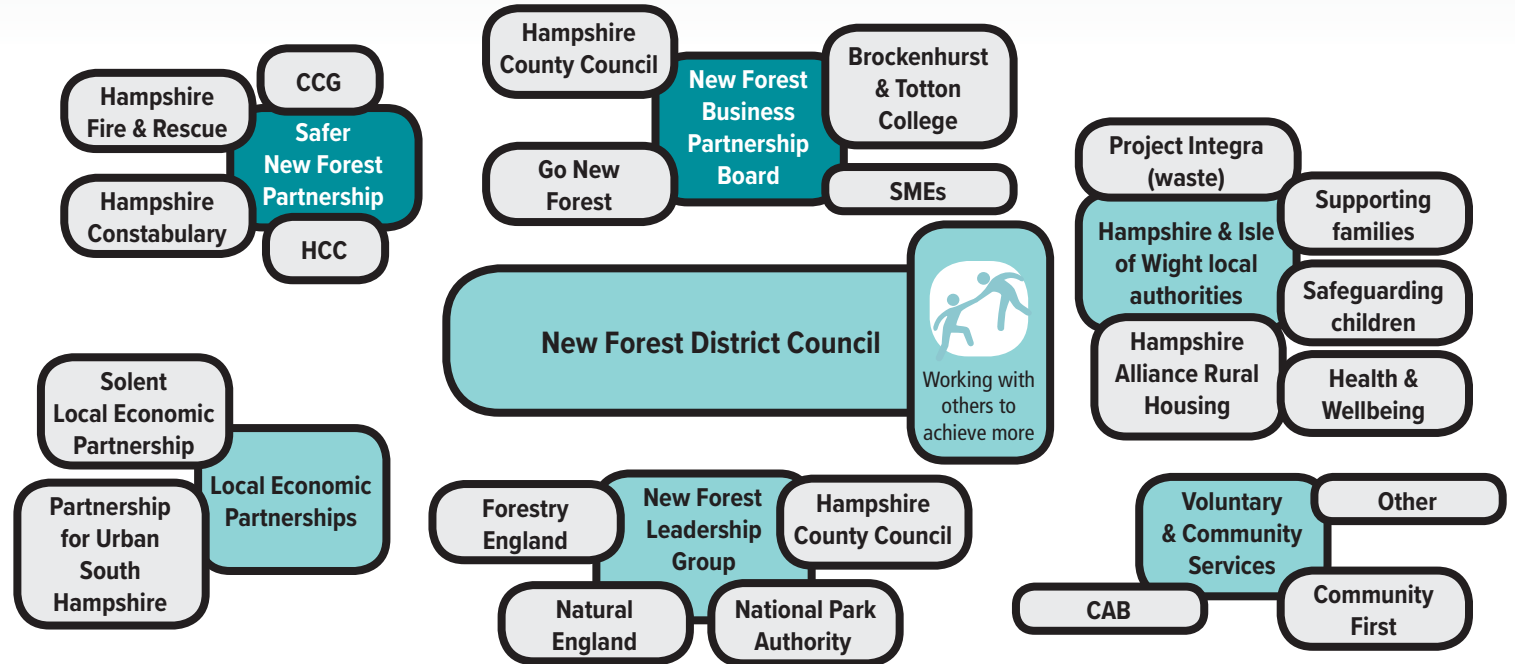 CCG
Hampshire
Fire & Rescue
Safer
New Forest
Partnership
Hampshire
Constabulary
HCC
Hampshire
County Council
New Forest
Business
Partnership
Board
Brockenhurst
& Totton
College
Go New
Forest
SMEs
Project Integra
(waste)
Hampshire & Isle
of Wight local
authorities
Supporting
families
Safeguarding
children
Hampshire
Alliance Rural
Housing
Health &
Wellbeing
New Forest District Council
Working with
others to
achieve more
Solent
Local Economic
Partnership
Local Economic
Partnerships
Partnership
for Urban
South
Hampshire
Forestry
England
New Forest
Leadership
Group
Hampshire
County Council
Natural
England
National Park
Authority
Voluntary
& Community
Services
Other
CAB
Community
First